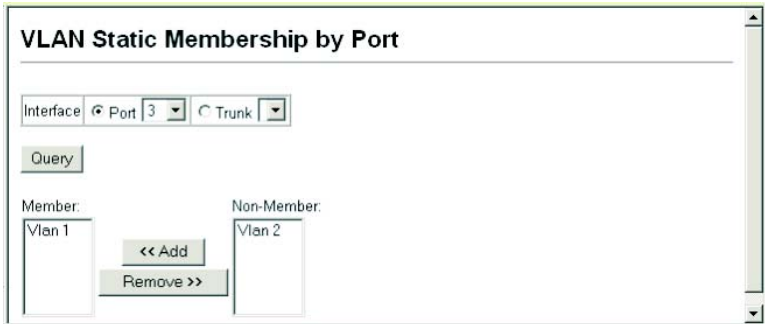 VLAN Static Membership by Port
Interface Port 3 Trunk
Query
Member: Non-Member:
Vlan 1 Vlan 2
<< Add
Remove >>